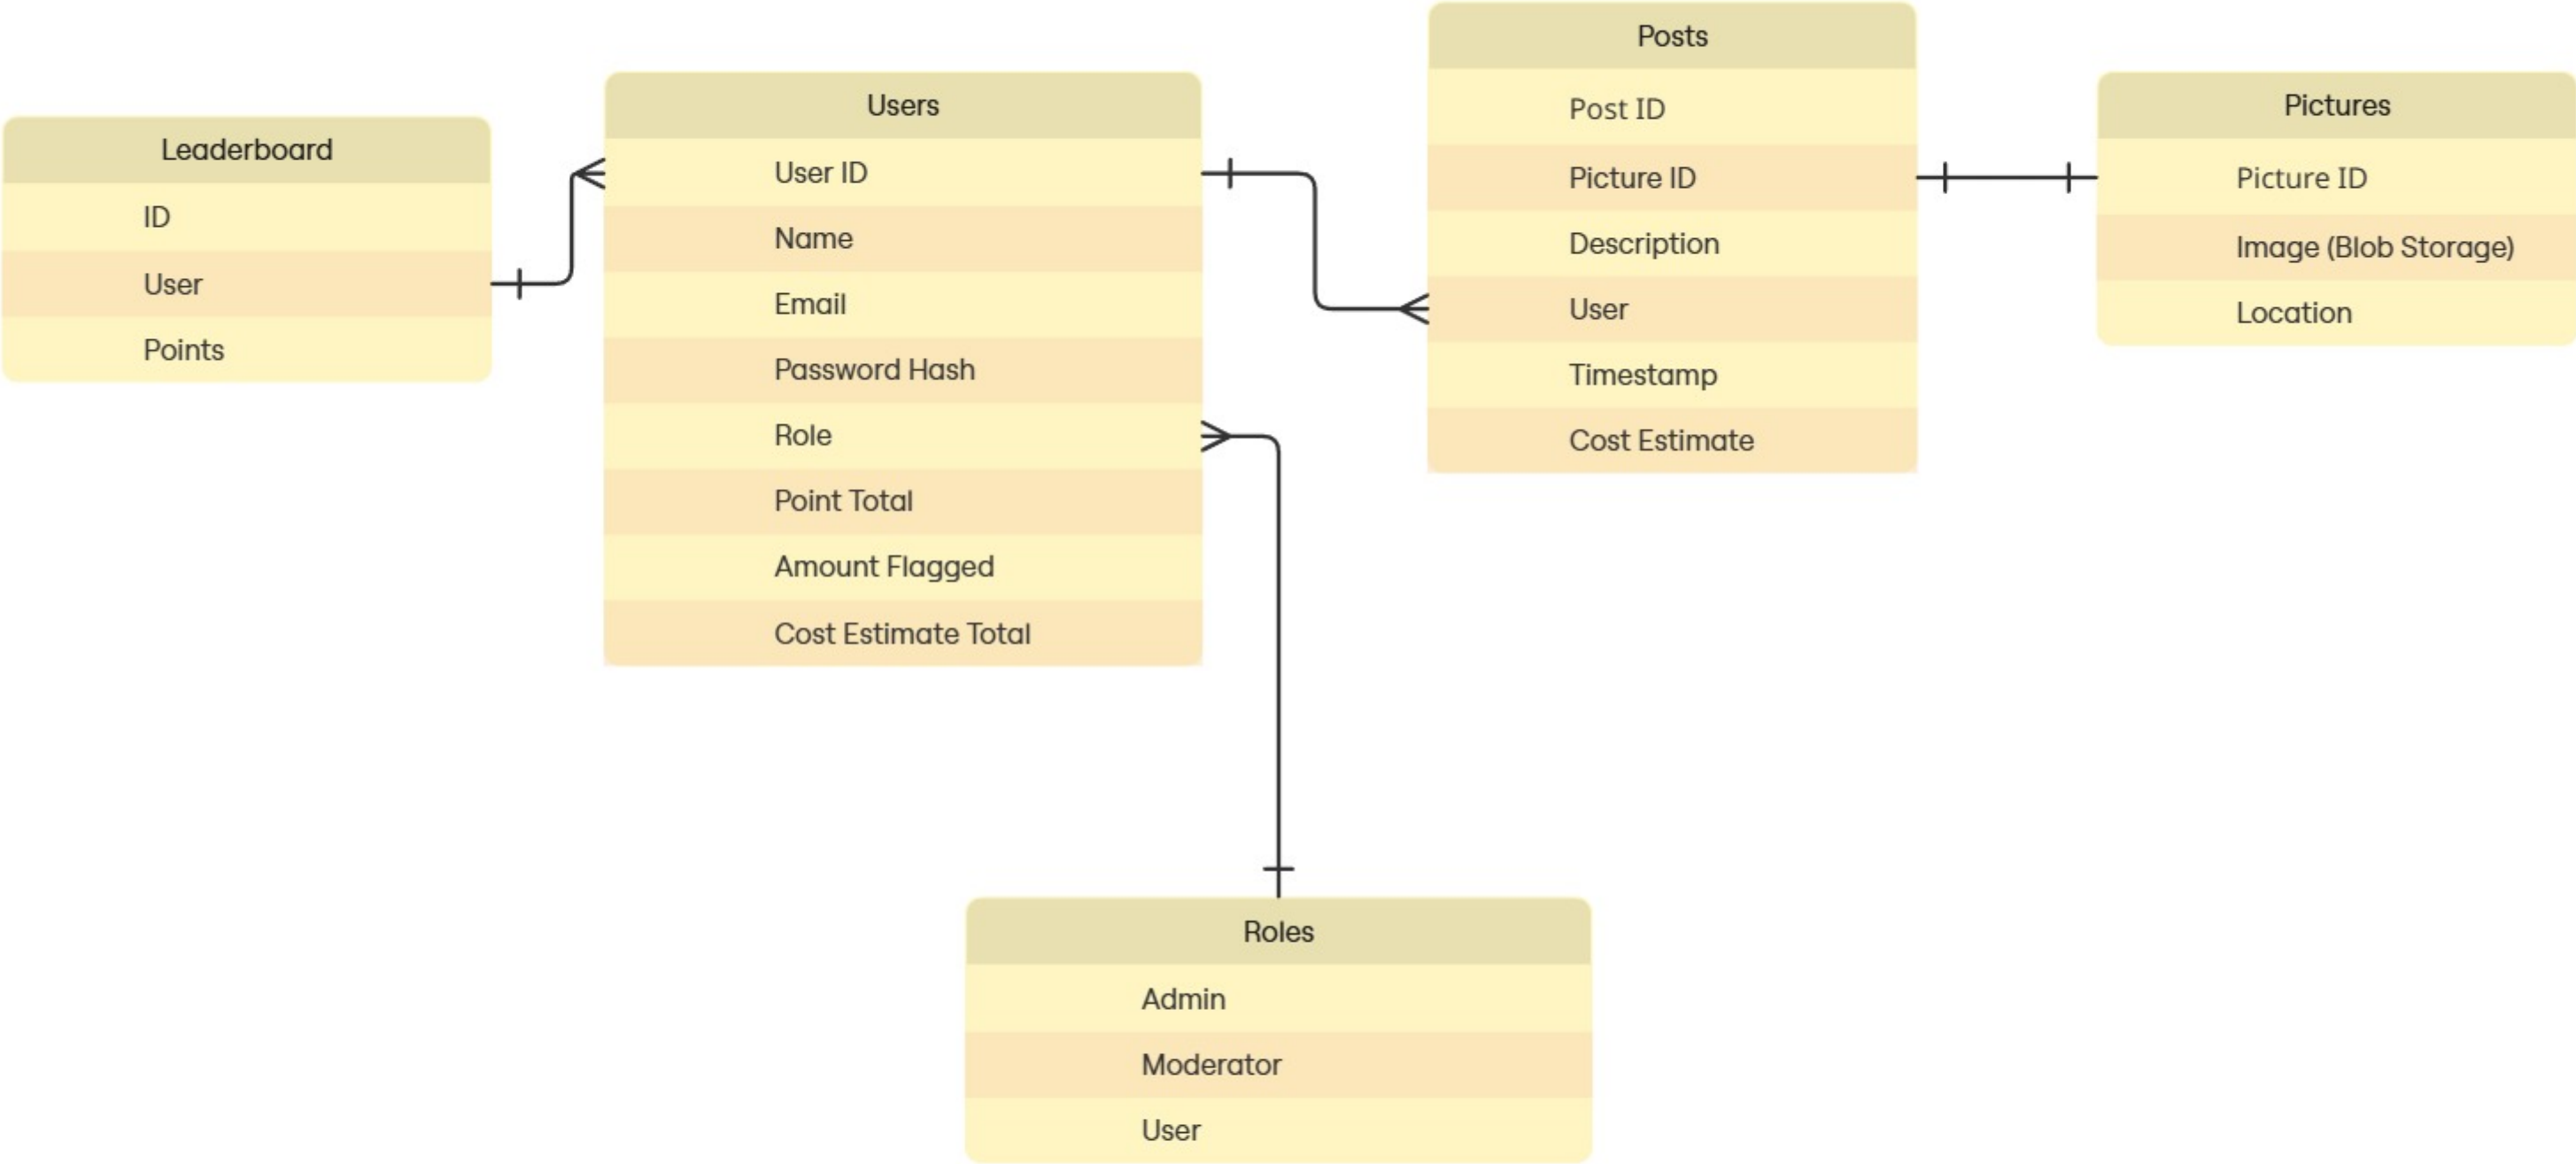 Leaderboard
ID
User
Points
Users
User ID
Name
Email
Password Hash
Role
Point Total
Amount Flagged
Cost Estimate Total
Posts
Post ID
Picture ID
Description
User
Timestamp
Cost Estimate
Pictures
Picture ID
Image (Blob Storage)
Location
Roles
Admin
Moderator
User